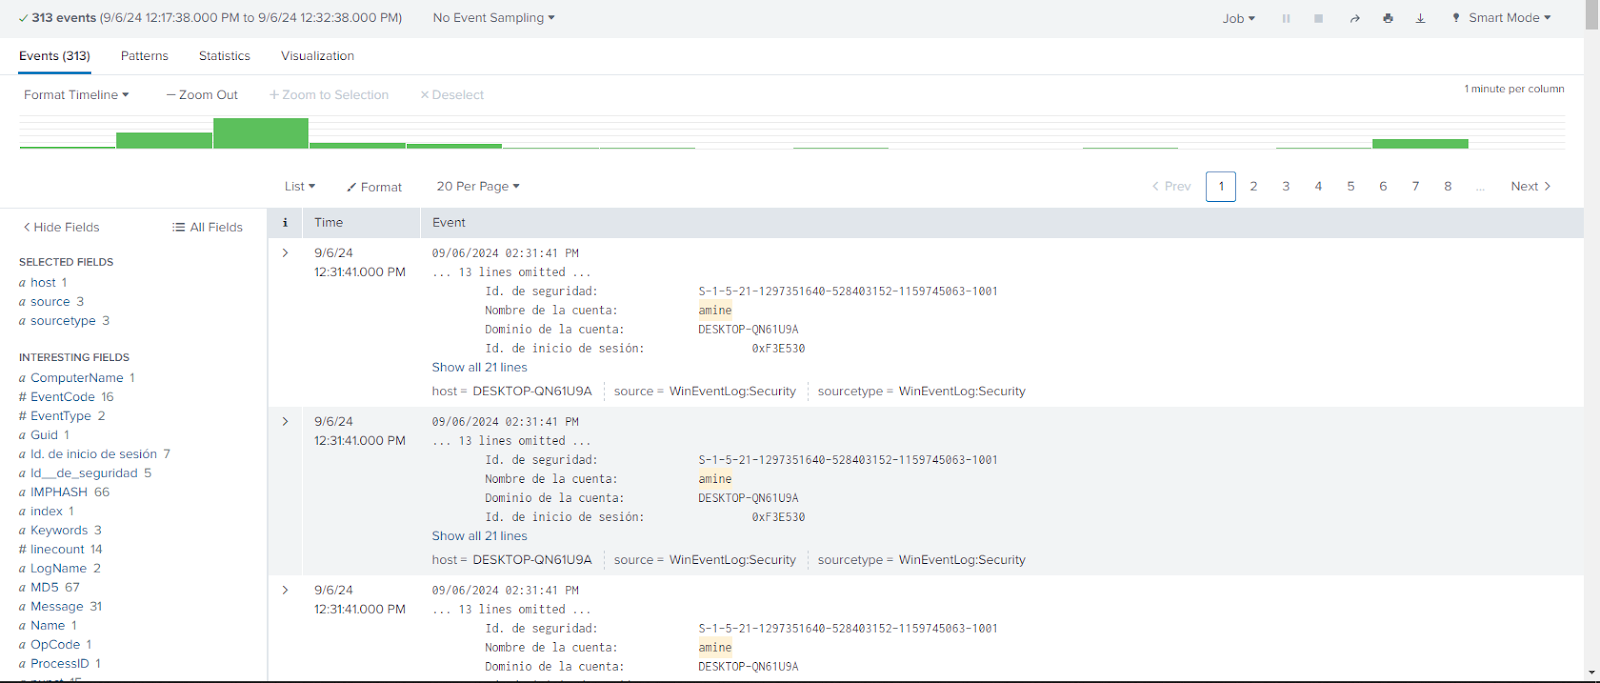 ✓ 313 events (9/6/24 12:17:38.000 PM to 9/6/24 12:32:38.000 PM) No Event Sampling ▾ Job ▾ Smart Mode ▾
Events (313) Patterns Statistics Visualization
Format Timeline ▾ — Zoom Out + Zoom to Selection × Deselect 1 minute per column
List ▾ Format 20 Per Page ▾ < Prev 1 2 3 4 5 6 7 8 ... Next >
< Hide Fields All Fields
SELECTED FIELDS
a host 1
a source 3
a sourcetype 3
INTERESTING FIELDS
a ComputerName 1
# EventCode 16
# EventType 2
a Guid 1
a Id. de inicio de sesión 7
a Id__de_seguridad 5
a IMPHASH 66
a index 1
a Keywords 3
# linecount 14
a LogName 2
a MD5 67
a Message 31
a Name 1
a OpCode 1
a ProcessID 1
a punct 15
i Time Event
> 9/6/24 09/06/2024 02:31:41 PM
12:31:41.000 PM ... 13 lines omitted ...
Id. de seguridad: S-1-5-21-1297351640-528403152-1159745063-1001
Nombre de la cuenta: amine
Dominio de la cuenta: DESKTOP-QN61U9A
Id. de inicio de sesión: 0xF3E530
Show all 21 lines
host = DESKTOP-QN61U9A source = WinEventLog:Security sourcetype = WinEventLog:Security
> 9/6/24 09/06/2024 02:31:41 PM
12:31:41.000 PM ... 13 lines omitted ...
Id. de seguridad: S-1-5-21-1297351640-528403152-1159745063-1001
Nombre de la cuenta: amine
Dominio de la cuenta: DESKTOP-QN61U9A
Id. de inicio de sesión: 0xF3E530
Show all 21 lines
host = DESKTOP-QN61U9A source = WinEventLog:Security sourcetype = WinEventLog:Security
> 9/6/24 09/06/2024 02:31:41 PM
12:31:41.000 PM ... 13 lines omitted ...
Id. de seguridad: S-1-5-21-1297351640-528403152-1159745063-1001
Nombre de la cuenta: amine
Dominio de la cuenta: DESKTOP-QN61U9A